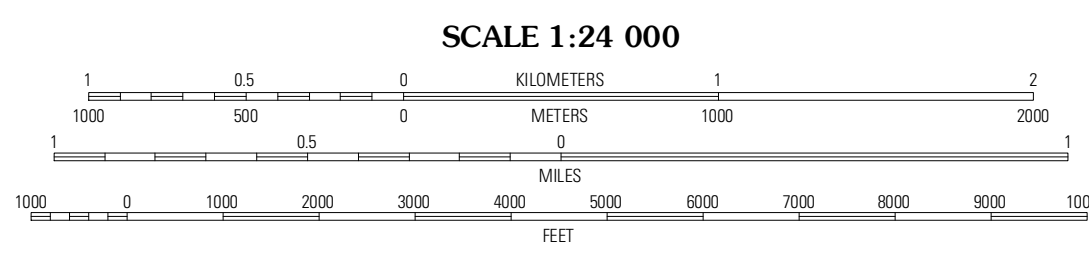 SCALE 1:24 000
1 0.5 0 KILOMETERS 1 2
1000 500 0 METERS 1000 2000
1 0.5 0 1
MILES
1000 0 1000 2000 3000 4000 5000 6000 7000 8000 9000 100
FEET